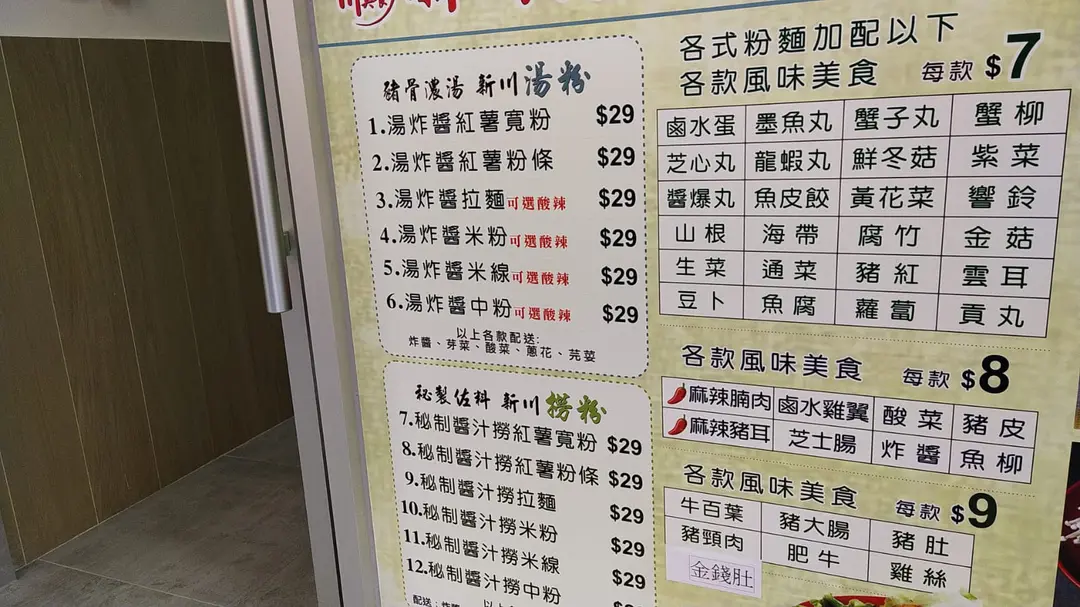 豬骨濃湯 新川湯粉
1.湯炸醬紅薯寬粉 $29
2.湯炸醬紅薯粉條 $29
3.湯炸醬拉麵可選酸辣 $29
4.湯炸醬米粉可選酸辣 $29
5.湯炸醬米線可選酸辣 $29
6.湯炸醬中粉可選酸辣 $29
以上各款配送:
炸醬、芽菜、酸菜、蔥花、芫荽
秘製佐料 新川撈粉
7.秘制醬汁撈紅薯寬粉 $29
8.秘制醬汁撈紅薯粉條 $29
9.秘制醬汁撈拉麵 $29
10.秘制醬汁撈米粉 $29
11.秘制醬汁撈米線 $29
12.秘制醬汁撈中粉
各式粉麵加配以下
各款風味美食 每款 $7
鹵水蛋 墨魚丸 蟹子丸 蟹柳
芝心丸 龍蝦丸 鮮冬菇 紫菜
醬爆丸 魚皮餃 黃花菜 響鈴
山根 海帶 腐竹 金菇
生菜 通菜 豬紅 雲耳
豆卜 魚腐 蘿蔔 貢丸
各款風味美食 每款 $8
麻辣腩肉 鹵水雞翼 酸菜 豬皮
麻辣豬耳 芝士腸 炸醬 魚柳
各款風味美食 每款 $9
牛百葉 豬大腸 豬肚
豬頸肉 肥牛 雞絲
金錢肚